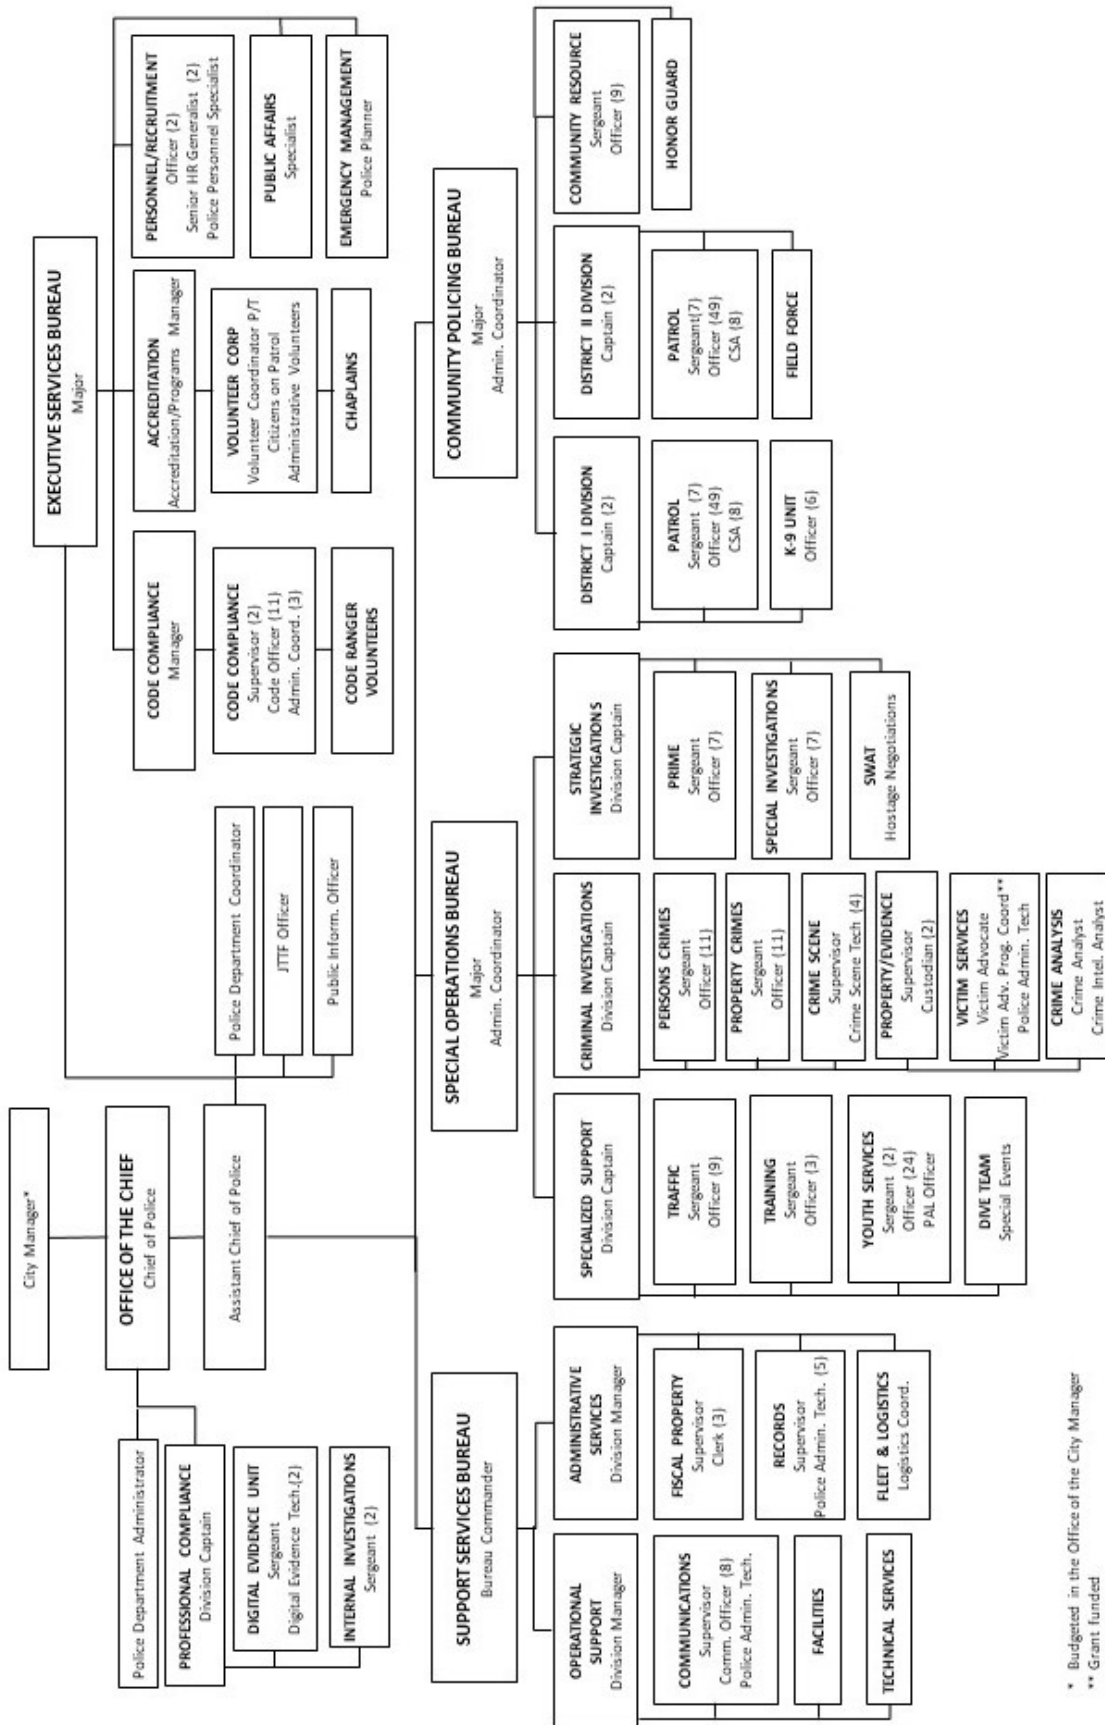 City Manager*
OFFICE OF THE CHIEF
Chief of Police
Assistant Chief of Police
Police Department Administrator
PROFESSIONAL COMPLIANCE
Division Captain
DIGITAL EVIDENCE UNIT
Sergeant
Digital Evidence Tech.(2)
INTERNAL INVESTIGATIONS
Sergeant (2)
Police Department Coordinator
JTTF Officer
Public Inform. Officer
EXECUTIVE SERVICES BUREAU
Major
CODE COMPLIANCE
Manager
CODE COMPLIANCE
Supervisor (2)
Code Officer (11)
Admin. Coord. (3)
CODE RANGER
VOLUNTEERS
ACCREDITATION
Accreditation/Programs Manager
VOLUNTEER CORP
Volunteer Coordinator P/T
Citizens on Patrol
Administrative Volunteers
CHAPLAINS
PERSONNEL/RECRUITMENT
Officer (2)
Senior HR Generalist (2)
Police Personnel Specialist
PUBLIC AFFAIRS
Specialist
EMERGENCY MANAGEMENT
Police Planner
SUPPORT SERVICES BUREAU
Bureau Commander
OPERATIONAL
SUPPORT
Division Manager
COMMUNICATIONS
Supervisor
Comm. Officer (8)
Police Admin. Tech.
FACILITIES
TECHNICAL SERVICES
ADMINISTRATIVE
SERVICES
Division Manager
FISCAL PROPERTY
Supervisor
Clerk (3)
RECORDS
Supervisor
Police Admin. Tech. (5)
FLEET & LOGISTICS
Logistics Coord.
SPECIAL OPERATIONS BUREAU
Major
Admin. Coordinator
SPECIALIZED SUPPORT
Division Captain
TRAFFIC
Sergeant
Officer (9)
TRAINING
Sergeant
Officer (3)
YOUTH SERVICES
Sergeant (2)
Officer (24)
PAL Officer
DIVE TEAM
Special Events
CRIMINAL INVESTIGATIONS
Division Captain
PERSONS CRIMES
Sergeant
Officer (11)
PROPERTY CRIMES
Sergeant
Officer (11)
CRIME SCENE
Supervisor
Crime Scene Tech (4)
PROPERTY/EVIDENCE
Supervisor
Custodian (2)
VICTIM SERVICES
Victim Advocate
Victim Adv. Prog. Coord**
Police Admin. Tech
CRIME ANALYSIS
Crime Analyst
Crime Intel. Analyst
STRATEGIC
INVESTIGATIONS
Division Captain
PRIME
Sergeant
Officer (7)
SPECIAL INVESTIGATIONS
Sergeant
Officer (7)
SWAT
Hostage Negotiations
COMMUNITY POLICING BUREAU
Major
Admin. Coordinator
DISTRICT I DIVISION
Captain (2)
PATROL
Sergeant (7)
Officer (49)
CSA (8)
K-9 UNIT
Officer (6)
DISTRICT II DIVISION
Captain (2)
PATROL
Sergeant(7)
Officer (49)
CSA (8)
FIELD FORCE
COMMUNITY RESOURCE
Sergeant
Officer (9)
HONOR GUARD
* Budgeted in the Office of the City Manager
** Grant funded